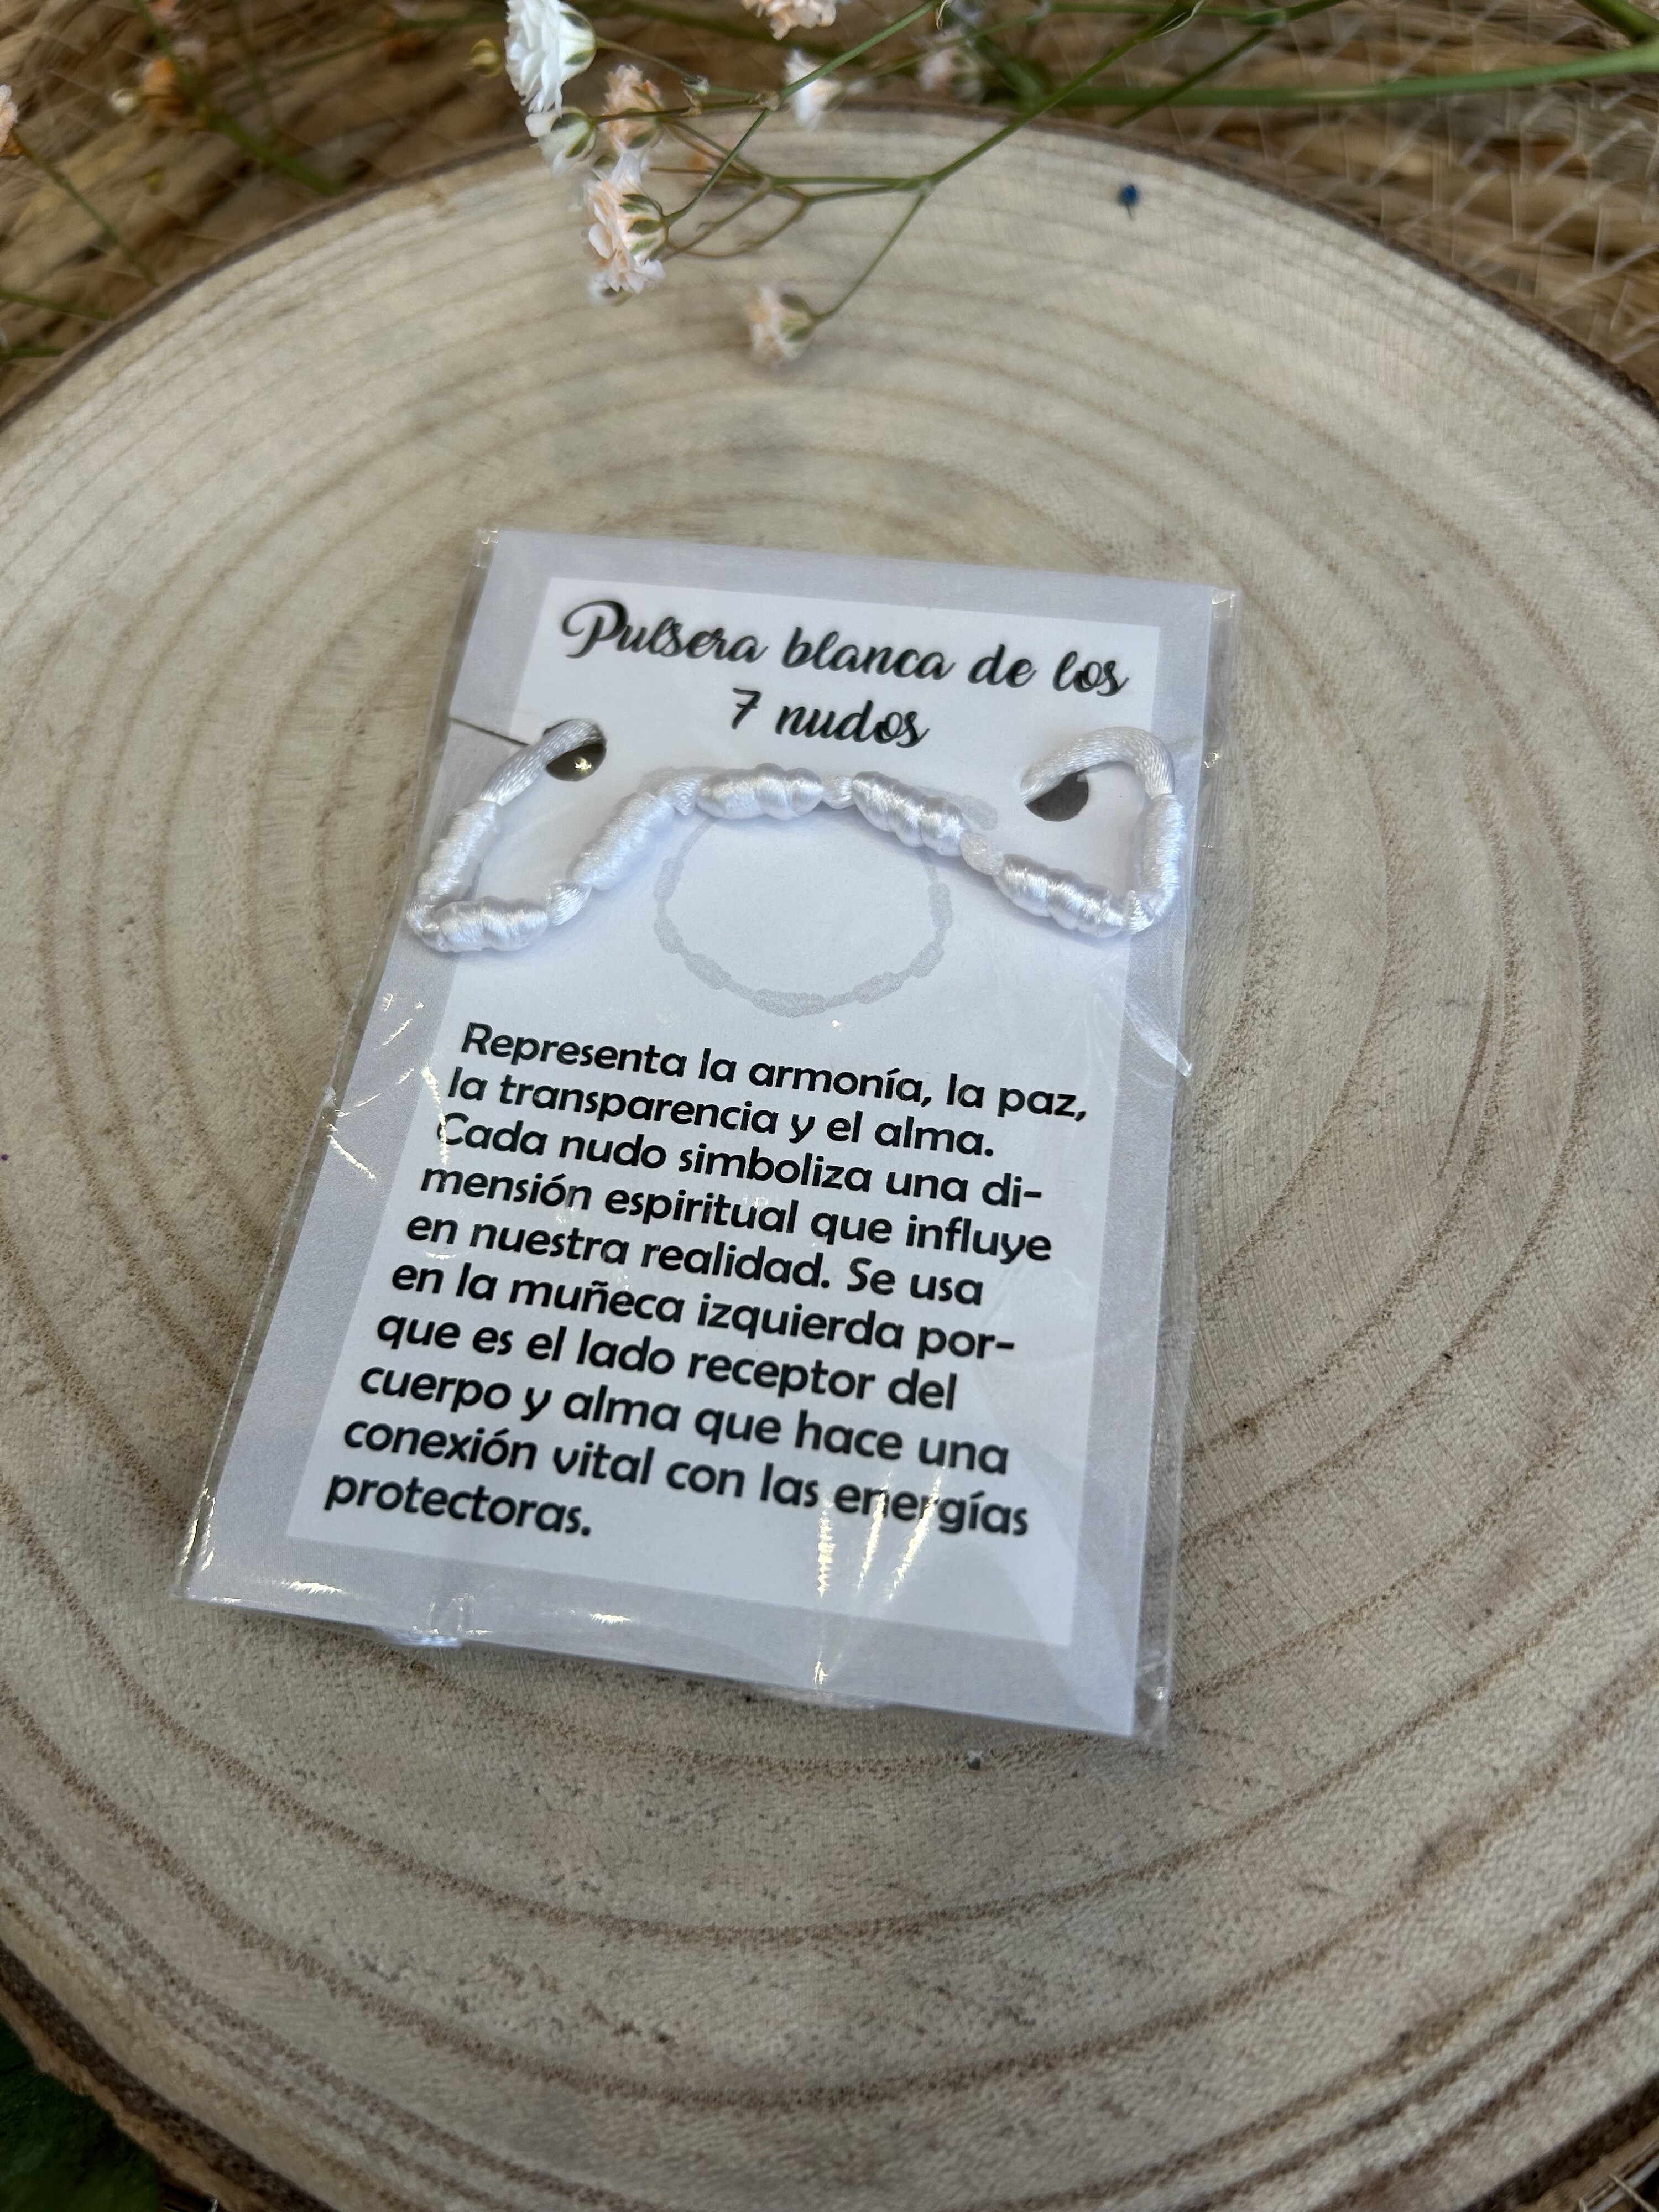 Pulsera blanca de los
7 nudos
Representa la armonía, la paz,
la transparencia y el alma.
Cada nudo simboliza una di-
mensión espiritual que influye
en nuestra realidad. Se usa
en la muñeca izquierda por-
que es el lado receptor del
cuerpo y alma que hace una
conexión vital con las energías
protectoras.